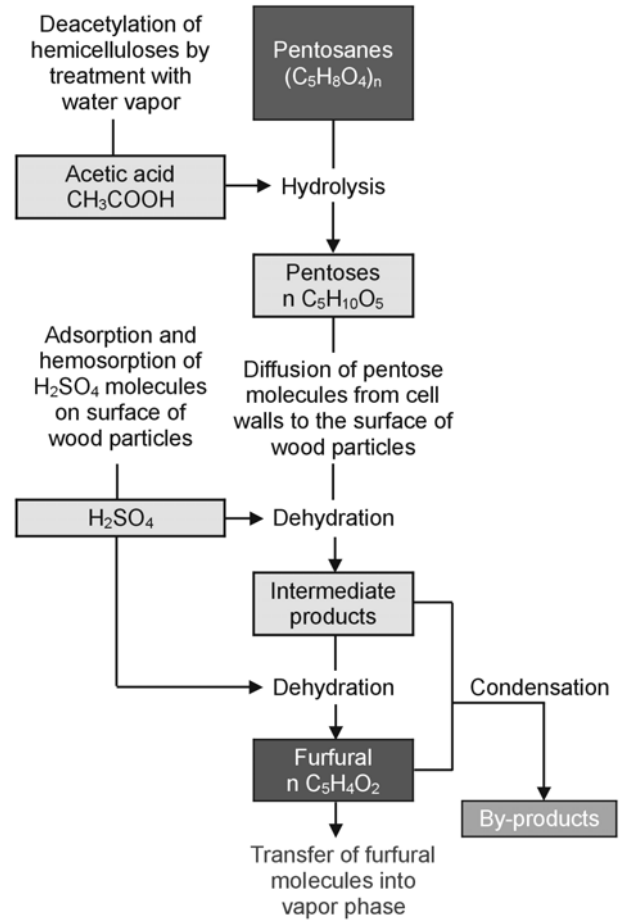 Deacetylation of
hemicelluloses by
treatment with
water vapor
Pentosanes
(C₅H₈O₄)ₙ
Acetic acid
CH₃COOH
Hydrolysis
Pentoses
n C₅H₁₀O₅
Adsorption and
hemosorption of
H₂SO₄ molecules
on surface of
wood particles
Diffusion of pentose
molecules from cell
walls to the surface of
wood particles
H₂SO₄
Dehydration
Intermediate
products
Dehydration
Condensation
Furfural
n C₅H₄O₂
By-products
Transfer of furfural
molecules into
vapor phase